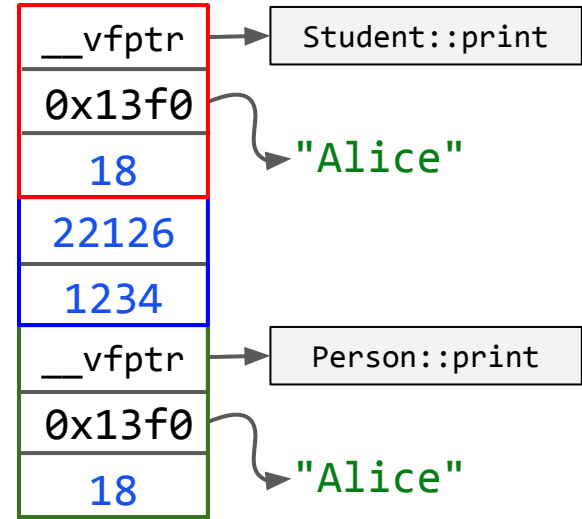 __vfptr
Student::print
0x13f0
"Alice"
18
22126
1234
__vfptr
Person::print
0x13f0
"Alice"
18